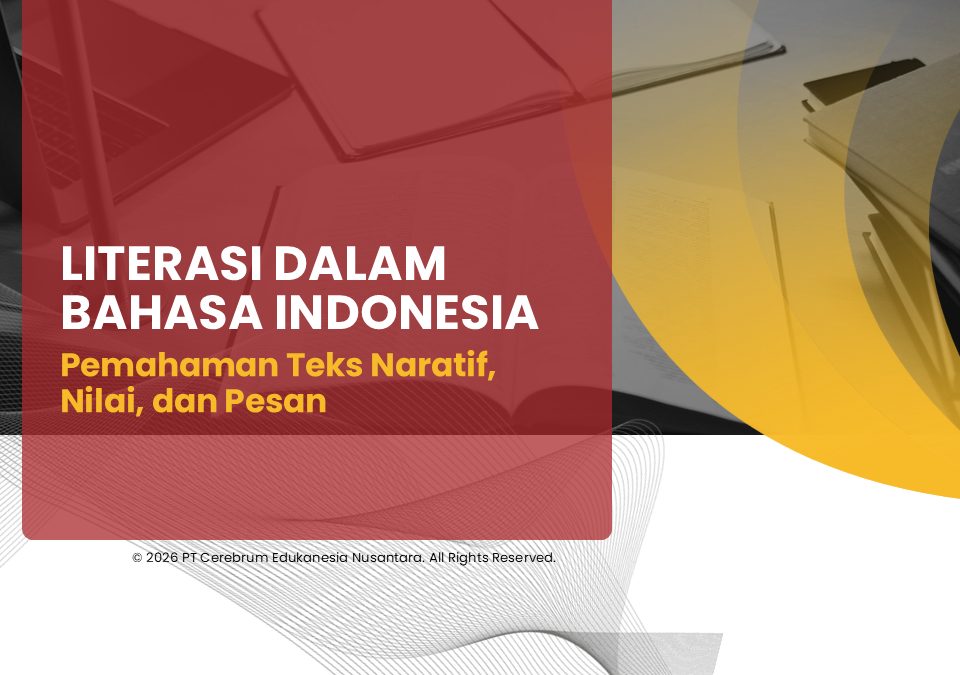 LITERASI DALAM
BAHASA INDONESIA
Pemahaman Teks Naratif,
Nilai, dan Pesan
© 2026 PT Cerebrum Edukanesia Nusantara. All Rights Reserved.